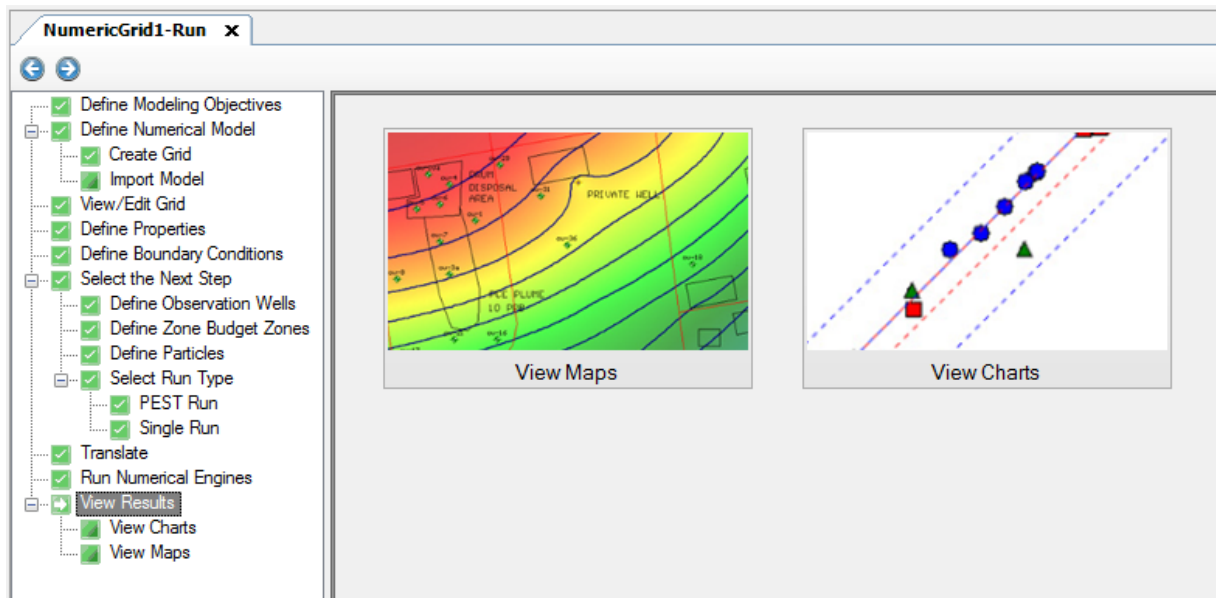 NumericGrid1-Run x
Define Modeling Objectives
Define Numerical Model
Create Grid
Import Model
View/Edit Grid
Define Properties
Define Boundary Conditions
Select the Next Step
Define Observation Wells
Define Zone Budget Zones
Define Particles
Select Run Type
PEST Run
Single Run
Translate
Run Numerical Engines
View Results
View Charts
View Maps
DRUM
DISPOSAL
AREA
PRIVATE WELL
PCE PLUME
10 PPB
View Maps
View Charts